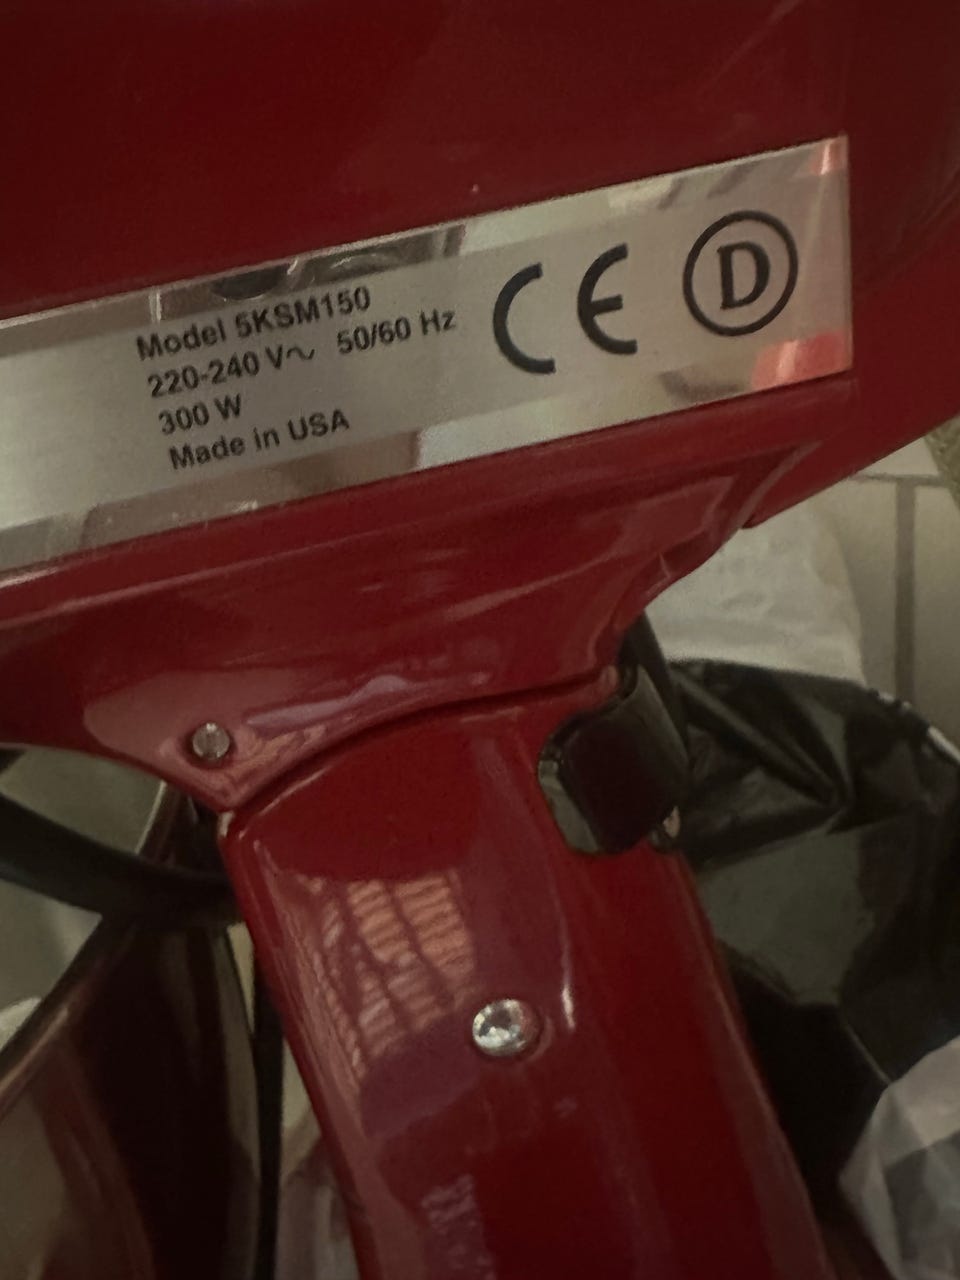 Model 5KSM150
220-240 V~ 50/60 Hz
300 W
Made in USA
CE
D